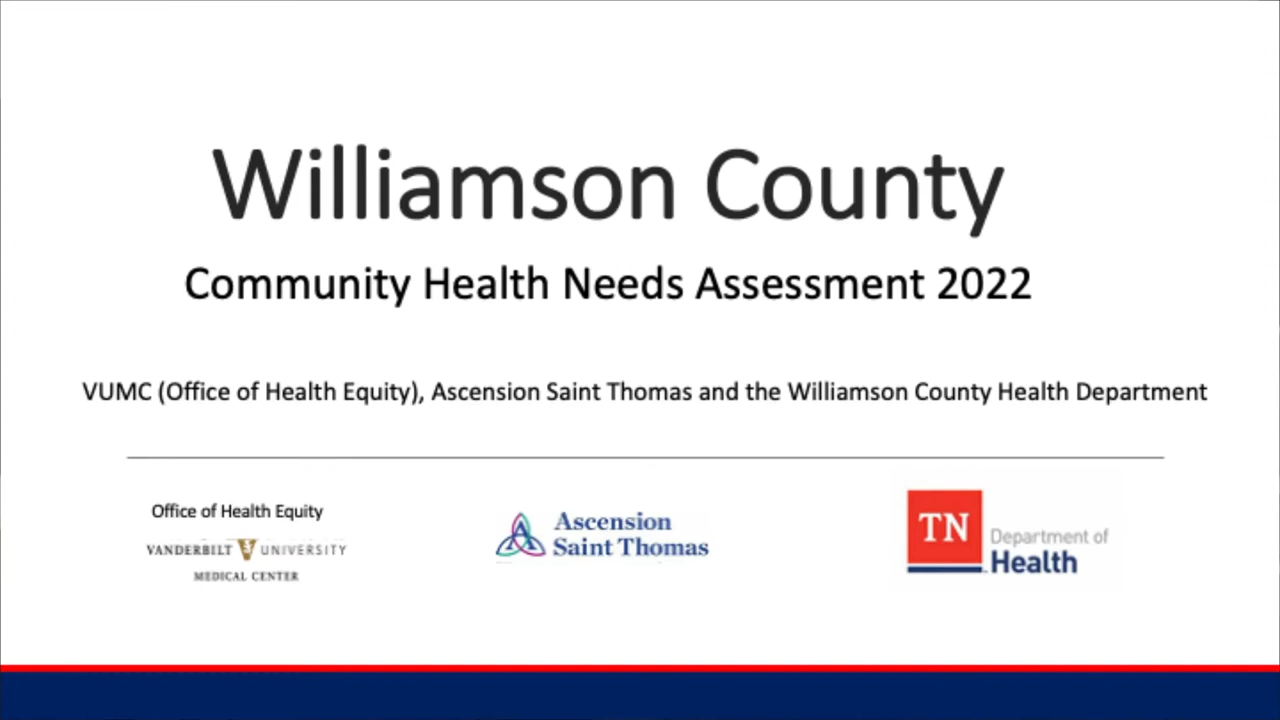 Williamson County
Community Health Needs Assessment 2022
VUMC (Office of Health Equity), Ascension Saint Thomas and the Williamson County Health Department
Office of Health Equity
VANDERBILT UNIVERSITY
MEDICAL CENTER
Ascension
Saint Thomas
TN
Department of
Health